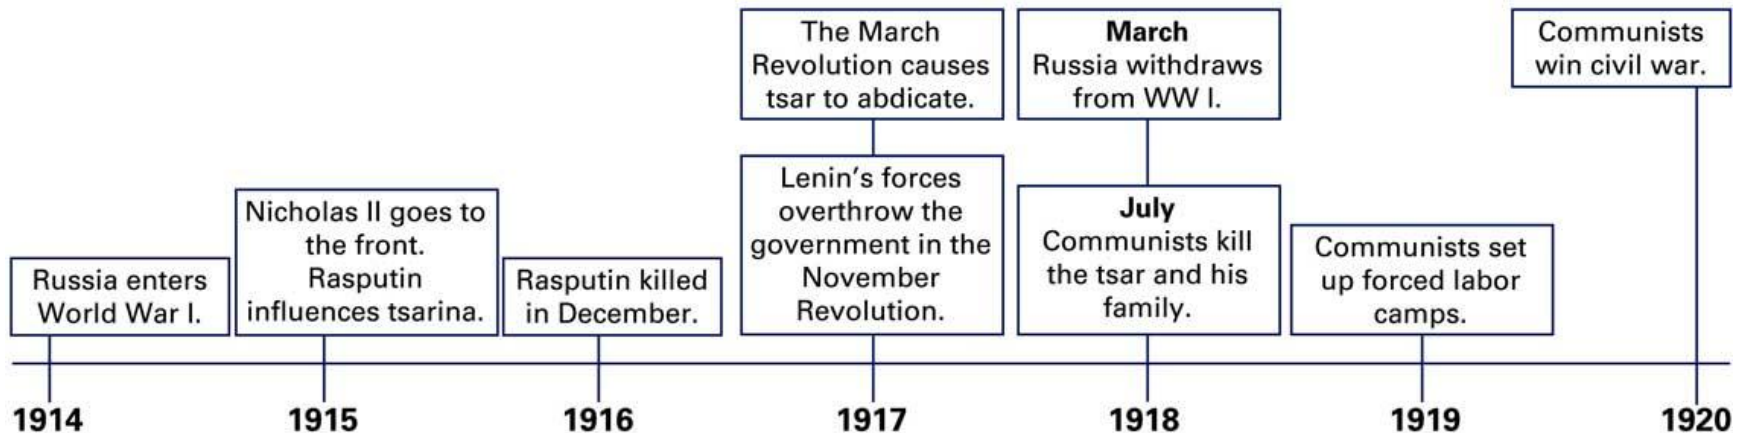 Russia enters
World War I.
Nicholas II goes to
the front.
Rasputin
influences tsarina.
Rasputin killed
in December.
The March
Revolution causes
tsar to abdicate.
Lenin's forces
overthrow the
government in the
November
Revolution.
March
Russia withdraws
from WW I.
July
Communists kill
the tsar and his
family.
Communists set
up forced labor
camps.
Communists
win civil war.
1914
1915
1916
1917
1918
1919
1920